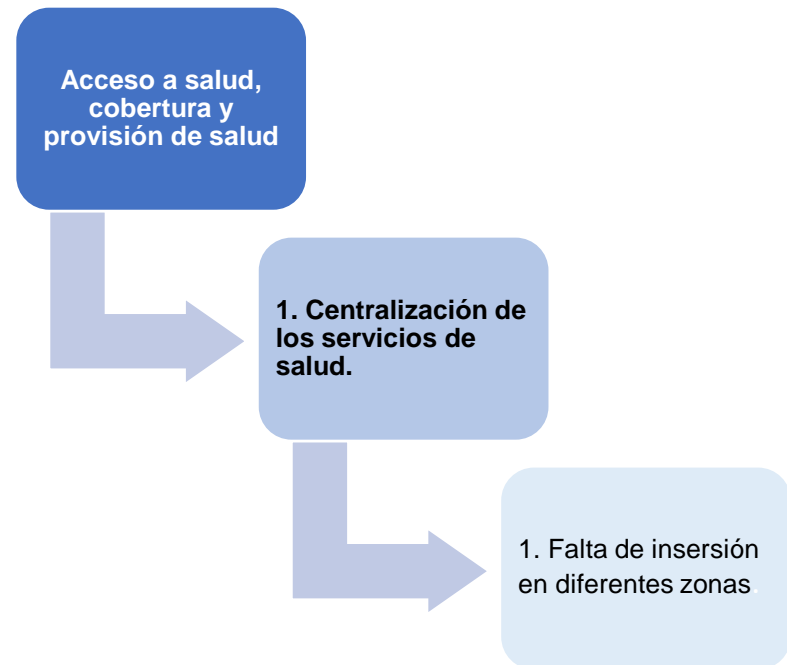 Acceso a salud,
cobertura y
provisión de salud
1. Centralización de
los servicios de
salud.
1. Falta de insersión
en diferentes zonas.